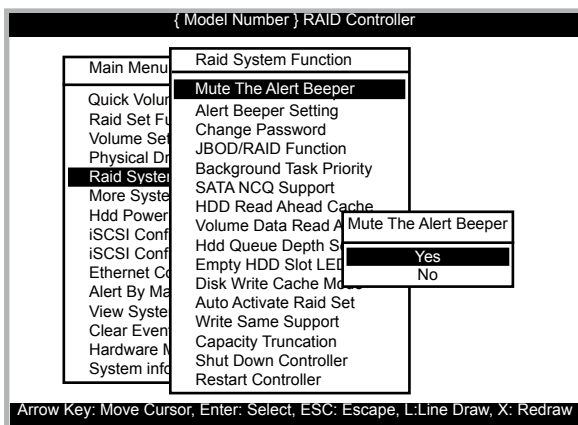 { Model Number } RAID Controller
Main Menu
Quick Volu
Raid Set Fu
Volume Set
Physical Dr
Raid Syste
More Syste
Hdd Power
iSCSI Conf
iSCSI Conf
Ethernet Co
Alert By Ma
View Syste
Clear Even
Hardware M
System info
Raid System Function
Mute The Alert Beeper
Alert Beeper Setting
Change Password
JBOD/RAID Function
Background Task Priority
SATA NCQ Support
HDD Read Ahead Cache
Volume Data Read A
Hdd Queue Depth S
Empty HDD Slot LED
Disk Write Cache Mode
Auto Activate Raid Set
Write Same Support
Capacity Truncation
Shut Down Controller
Restart Controller
Mute The Alert Beeper
Yes
No
Arrow Key: Move Cursor, Enter: Select, ESC: Escape, L:Line Draw, X: Redraw